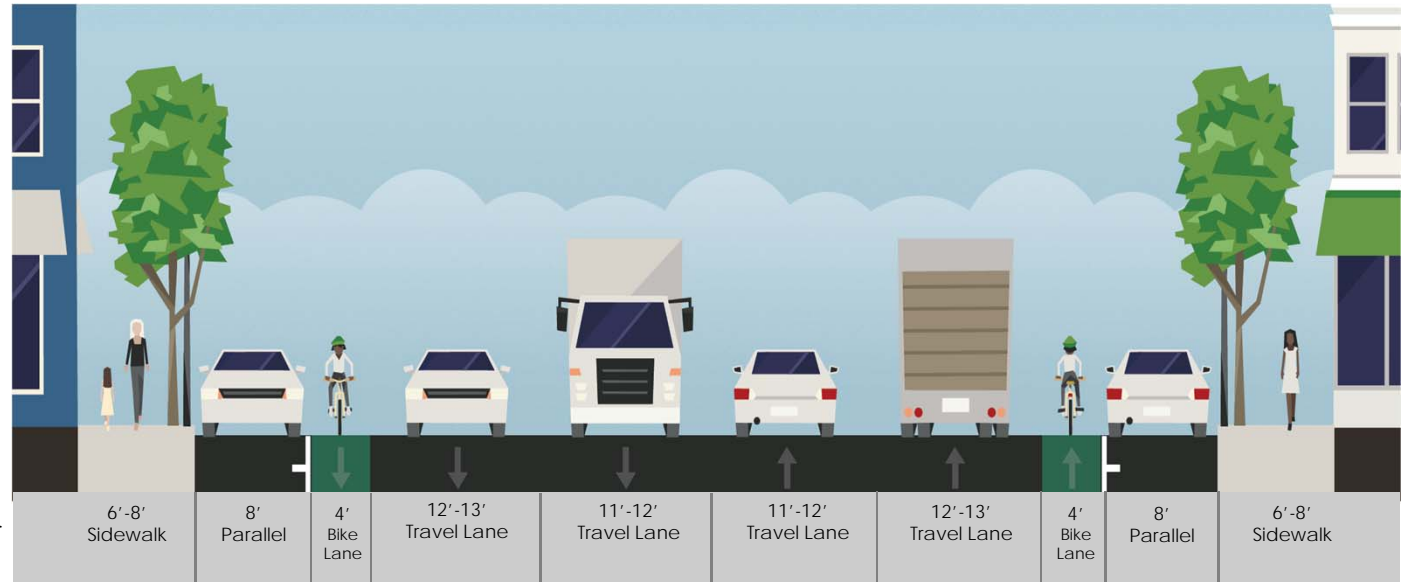 6'-8'
Sidewalk
8'
Parallel
4'
Bike
Lane
12'-13'
Travel Lane
11'-12'
Travel Lane
11'-12'
Travel Lane
12'-13'
Travel Lane
4'
Bike
Lane
8'
Parallel
6'-8'
Sidewalk